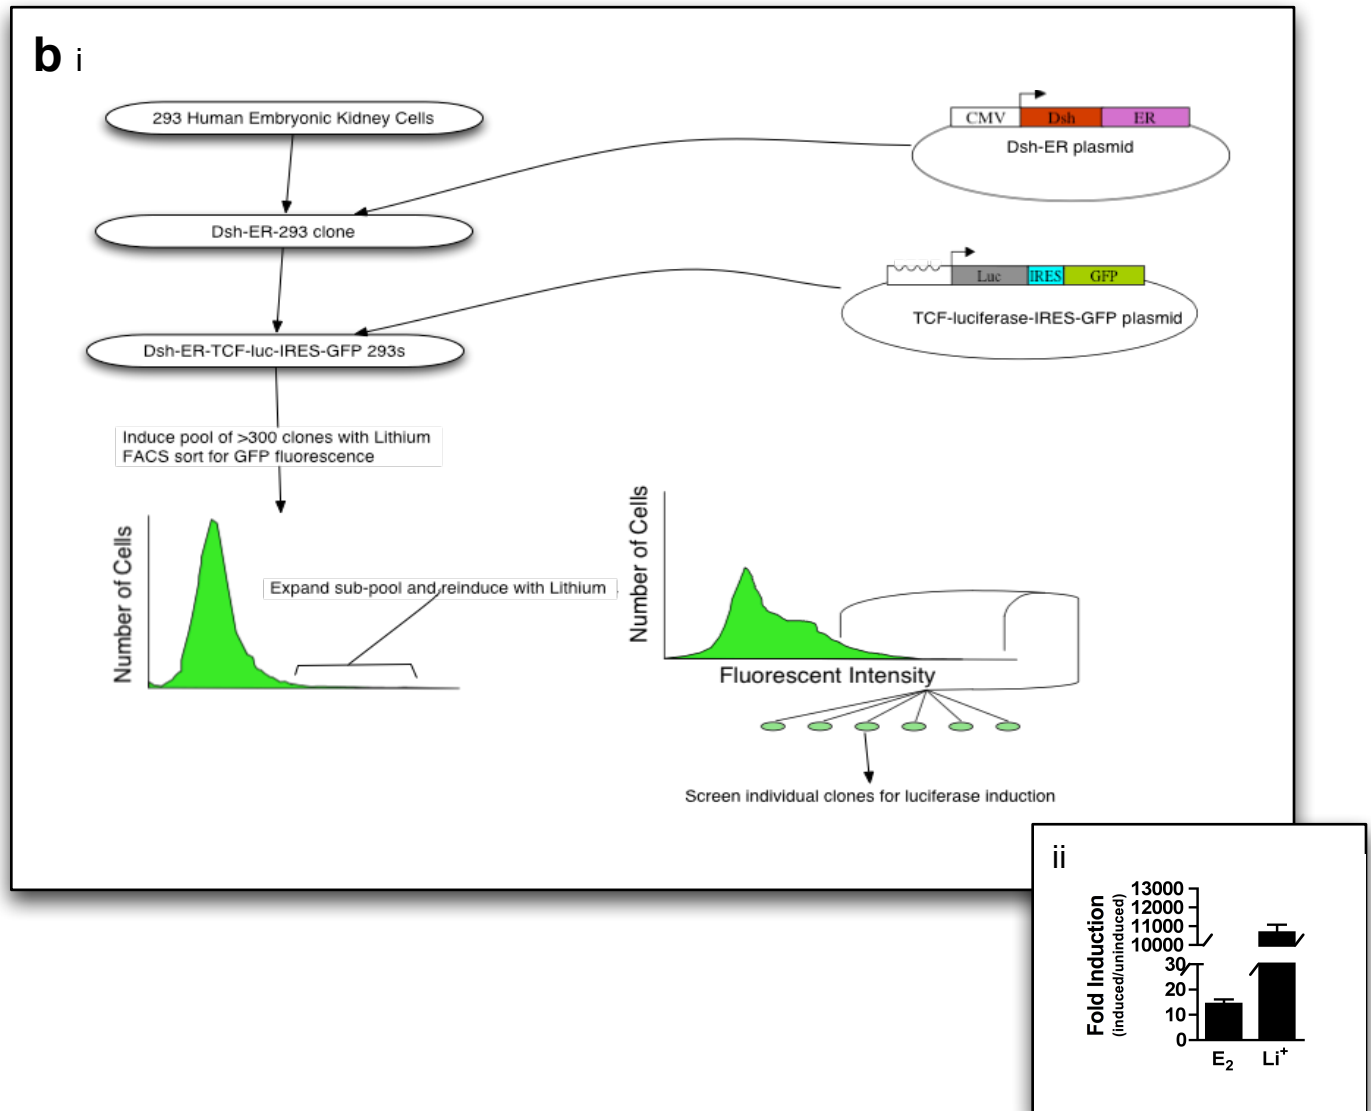 b i
293 Human Embryonic Kidney Cells
CMV Dsh ER
Dsh-ER plasmid
Dsh-ER-293 clone
Luc IRES GFP
TCF-luciferase-IRES-GFP plasmid
Dsh-ER-TCF-luc-IRES-GFP 293s
Induce pool of >300 clones with Lithium
FACS sort for GFP fluorescence
Number of Cells
Expand sub-pool and reinduce with Lithium
Number of Cells
Fluorescent Intensity
Screen individual clones for luciferase induction
ii
Fold Induction
(induced/uninduced)
13000
12000
11000
10000
30
20
10
0
E₂ Li⁺